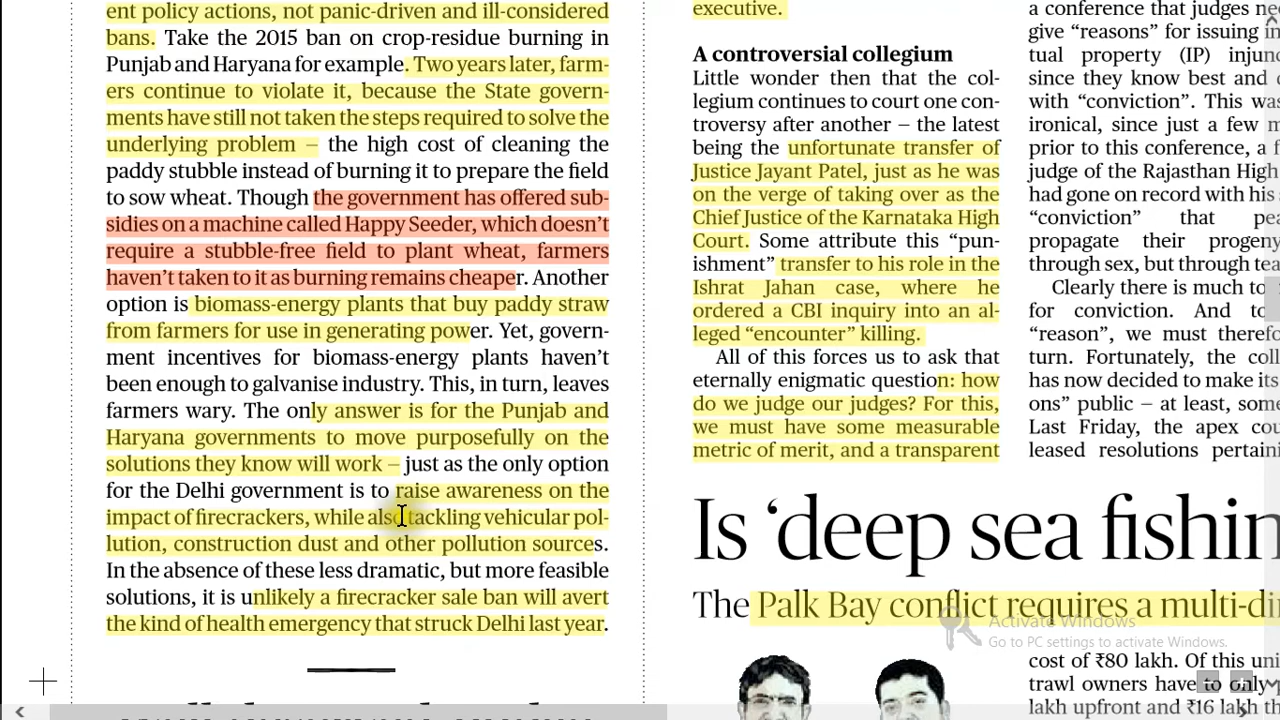 ent policy actions, not panic-driven and ill-considered
bans. Take the 2015 ban on crop-residue burning in
Punjab and Haryana for example. Two years later, farm-
ers continue to violate it, because the State govern-
ments have still not taken the steps required to solve the
underlying problem – the high cost of cleaning the
paddy stubble instead of burning it to prepare the field
to sow wheat. Though the government has offered sub-
sidies on a machine called Happy Seeder, which doesn't
require a stubble-free field to plant wheat, farmers
haven't taken to it as burning remains cheaper. Another
option is biomass-energy plants that buy paddy straw
from farmers for use in generating power. Yet, govern-
ment incentives for biomass-energy plants haven't
been enough to galvanise industry. This, in turn, leaves
farmers wary. The only answer is for the Punjab and
Haryana governments to move purposefully on the
solutions they know will work – just as the only option
for the Delhi government is to raise awareness on the
impact of firecrackers, while also tackling vehicular pol-
lution, construction dust and other pollution sources.
In the absence of these less dramatic, but more feasible
solutions, it is unlikely a firecracker sale ban will avert
the kind of health emergency that struck Delhi last year.
executive.
A controversial collegium
Little wonder then that the col-
legium continues to court one con-
troversy after another – the latest
being the unfortunate transfer of
Justice Jayant Patel, just as he was
on the verge of taking over as the
Chief Justice of the Karnataka High
Court. Some attribute this "pun-
ishment" transfer to his role in the
Ishrat Jahan case, where he
ordered a CBI inquiry into an al-
leged "encounter" killing.
All of this forces us to ask that
eternally enigmatic question: how
do we judge our judges? For this,
we must have some measurable
metric of merit, and a transparent
a conference that judges
give "reasons" for issuing
tual property (IP)
since they know best and
with "conviction". This
ironical, since just a few
prior to this conference, a
judge of the Rajasthan High
had gone on record with his
"conviction" that
propagate their progeny
through sex, but through
Clearly there is much to
for conviction. And to
"reason", we must
turn. Fortunately, the
has now decided to make its
ons" public – at least,
Last Friday, the apex
leased resolutions
Is 'deep sea
The Palk Bay conflict requires a
Activate Windows
Go to PC settings to activate Windows.
cost of ₹80 lakh. Of this
trawl owners have to only
lakh upfront and ₹16 lakh